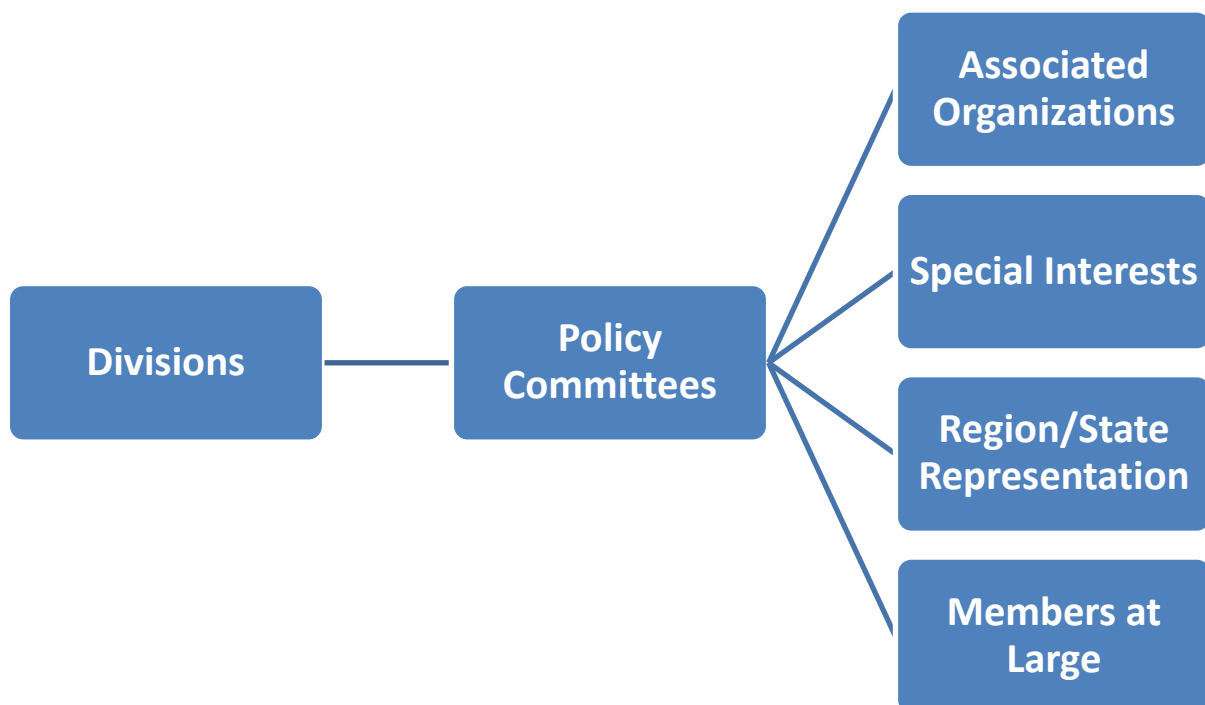 Associated
Organizations
Special Interests
Divisions
Policy
Committees
Region/State
Representation
Members at
Large